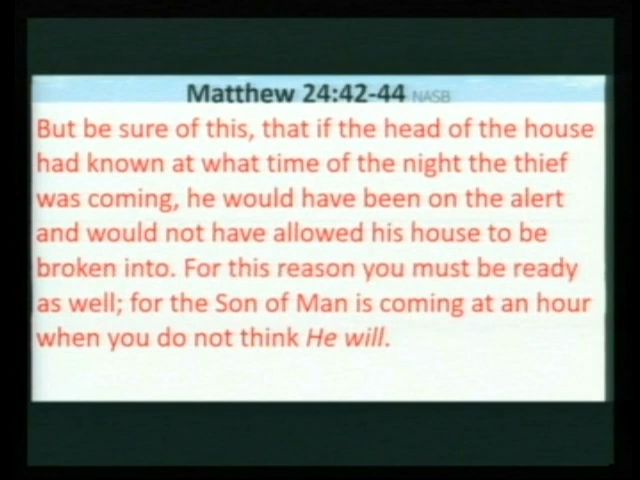 Matthew 24:42-44 NASB
But be sure of this, that if the head of the house
had known at what time of the night the thief
was coming, he would have been on the alert
and would not have allowed his house to be
broken into. For this reason you must be ready
as well; for the Son of Man is coming at an hour
when you do not think He will.